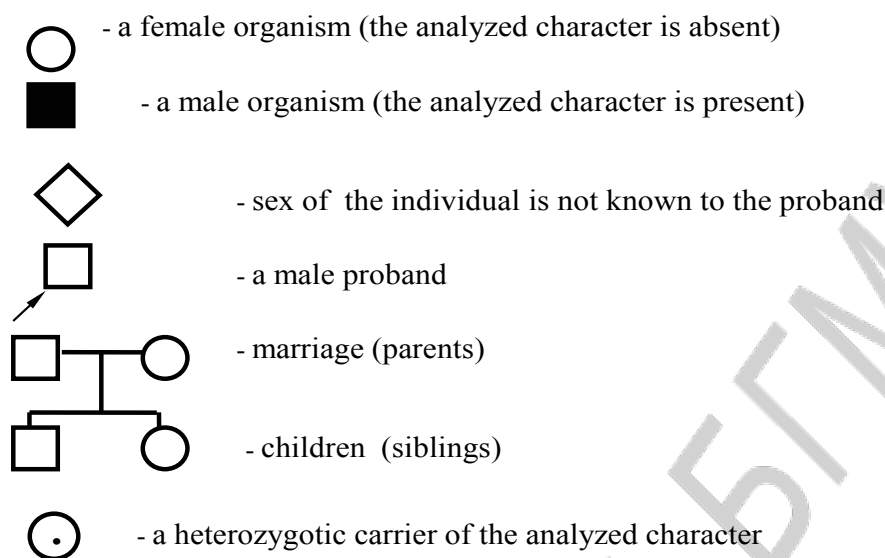 - a female organism (the analyzed character is absent)
- a male organism (the analyzed character is present)
- sex of the individual is not known to the proband
- a male proband
- marriage (parents)
- children (siblings)
- a heterozygotic carrier of the analyzed character
БГМ